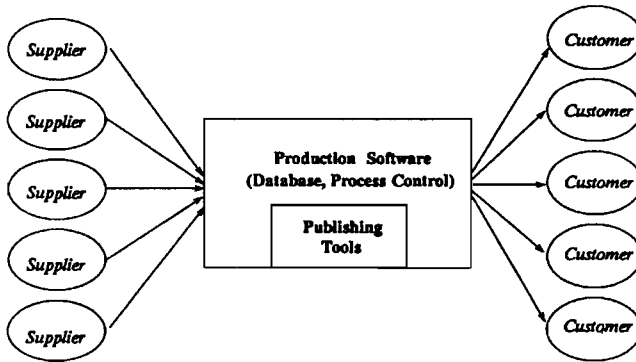 Supplier
Supplier
Supplier
Supplier
Supplier
Production Software
(Database, Process Control)
Publishing
Tools
Customer
Customer
Customer
Customer
Customer